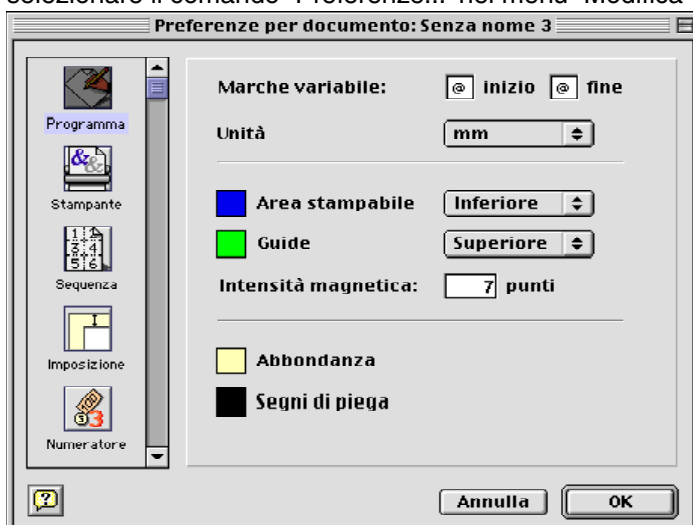 selezionare il comando "Preferenze..." nel menu "Modifica"
Preferenze per documento: Senza nome 3
Programma
Stampante
Sequenza
Imposizione
Numeratore
Marche variabile: @ inizio @ fine
Unità mm
Area stampabile Inferiore
Guide Superiore
Intensità magnetica: 7 punti
Abbondanza
Segni di piega
Annulla OK